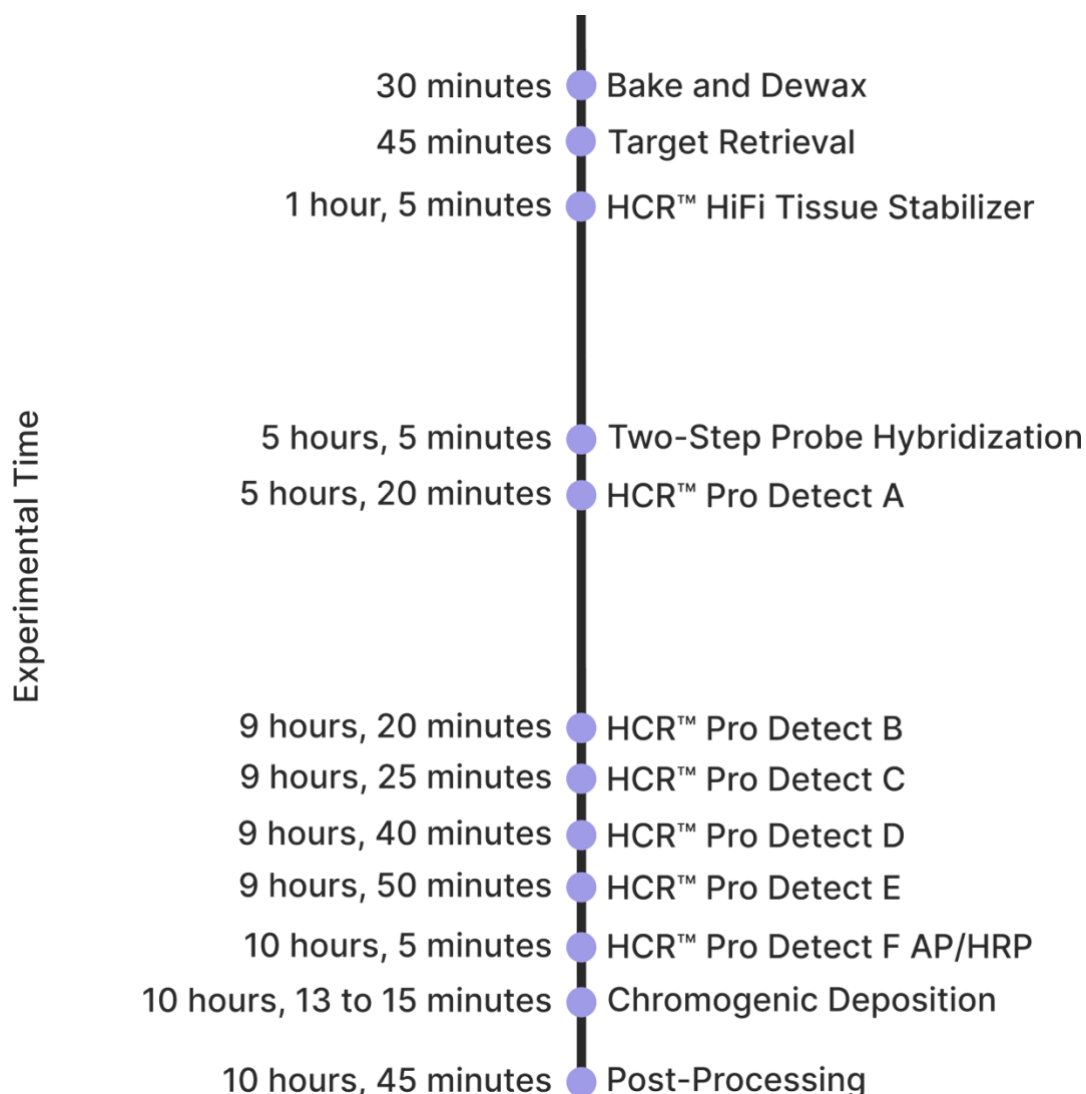 30 minutes Bake and Dewax
45 minutes Target Retrieval
1 hour, 5 minutes HCR™ HiFi Tissue Stabilizer
5 hours, 5 minutes Two-Step Probe Hybridization
5 hours, 20 minutes HCR™ Pro Detect A
Experimental Time
9 hours, 20 minutes HCR™ Pro Detect B
9 hours, 25 minutes HCR™ Pro Detect C
9 hours, 40 minutes HCR™ Pro Detect D
9 hours, 50 minutes HCR™ Pro Detect E
10 hours, 5 minutes HCR™ Pro Detect F AP/HRP
10 hours, 13 to 15 minutes Chromogenic Deposition
10 hours, 45 minutes Post-Processing